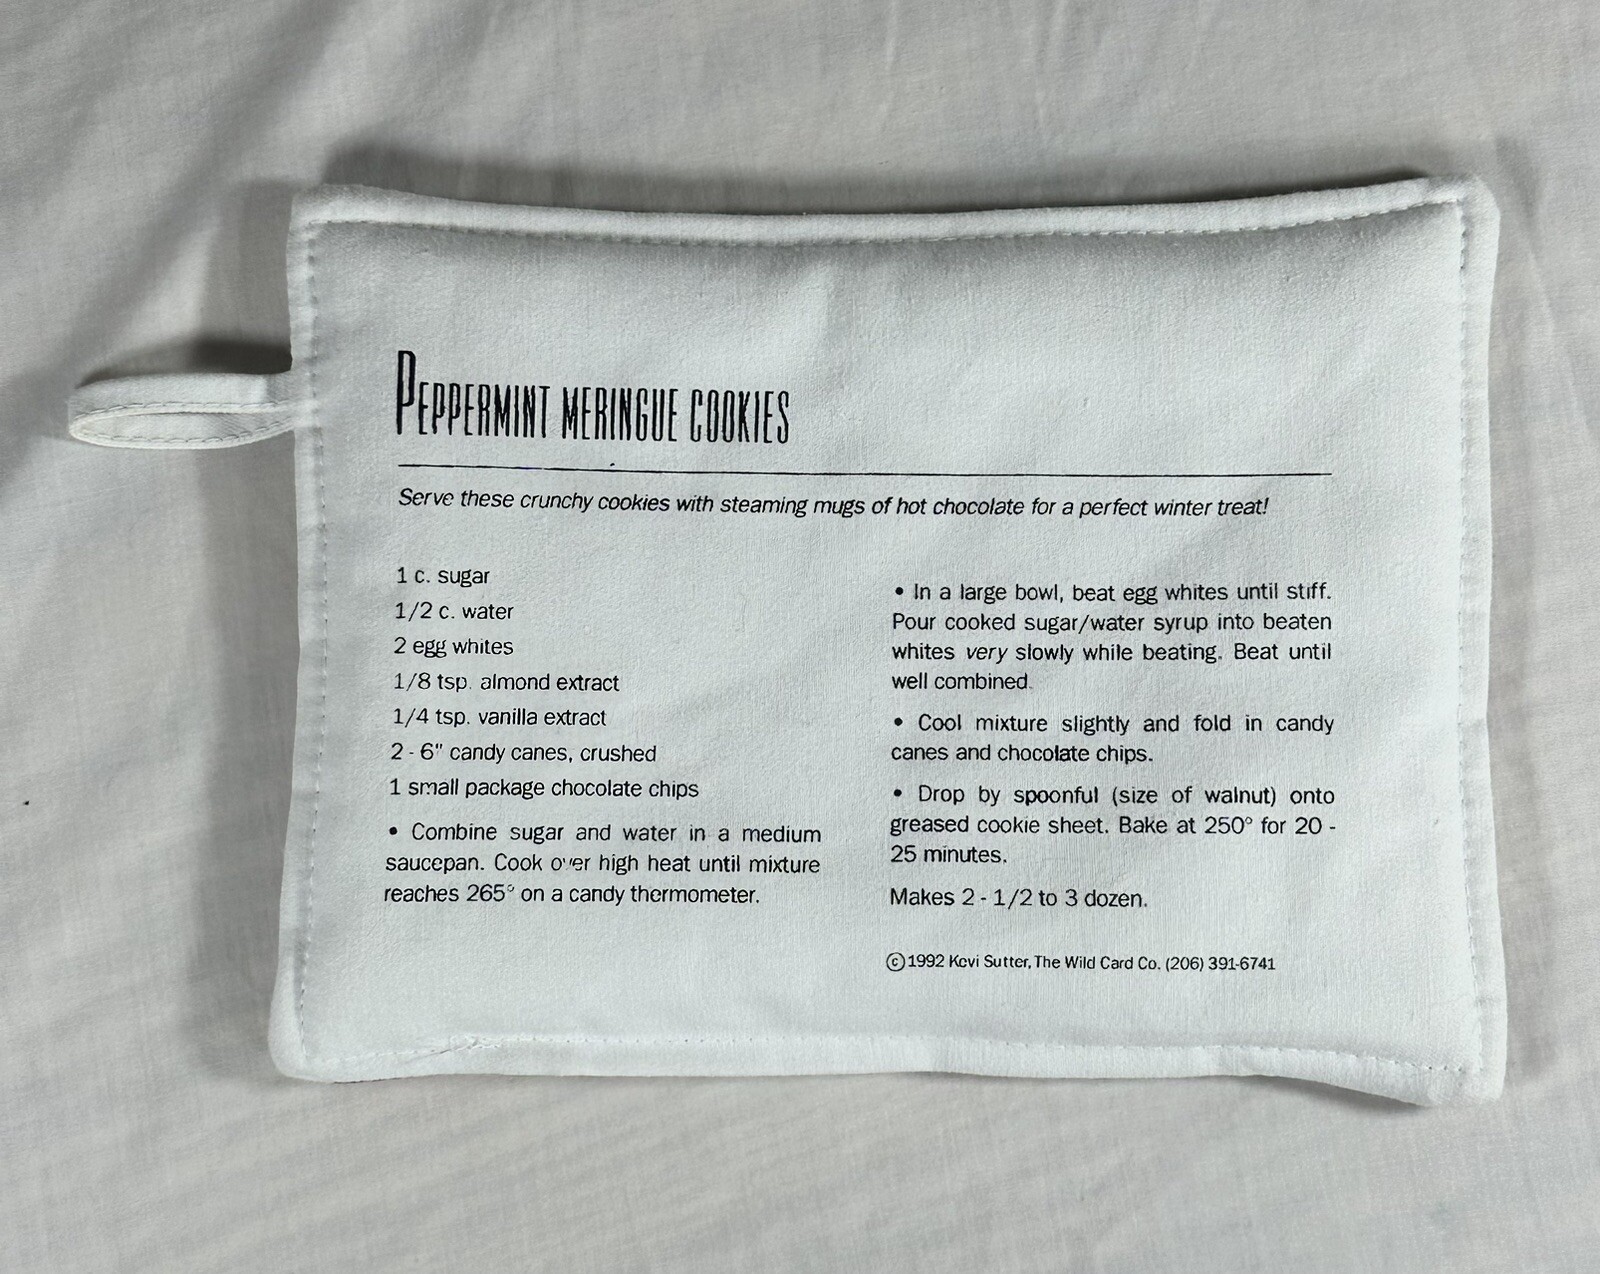 PEPPERMINT MERINGUE COOKIES
Serve these crunchy cookies with steaming mugs of hot chocolate for a perfect winter treat!
1 c. sugar
1/2 c. water
2 egg whites
1/8 tsp. almond extract
1/4 tsp. vanilla extract
2 - 6" candy canes, crushed
1 small package chocolate chips
• Combine sugar and water in a medium
saucepan. Cook over high heat until mixture
reaches 265° on a candy thermometer.
• In a large bowl, beat egg whites until stiff.
Pour cooked sugar/water syrup into beaten
whites very slowly while beating. Beat until
well combined.
• Cool mixture slightly and fold in candy
canes and chocolate chips.
• Drop by spoonful (size of walnut) onto
greased cookie sheet. Bake at 250° for 20 -
25 minutes.
Makes 2 - 1/2 to 3 dozen.
©1992 Kevi Sutter, The Wild Card Co. (206) 391-6741